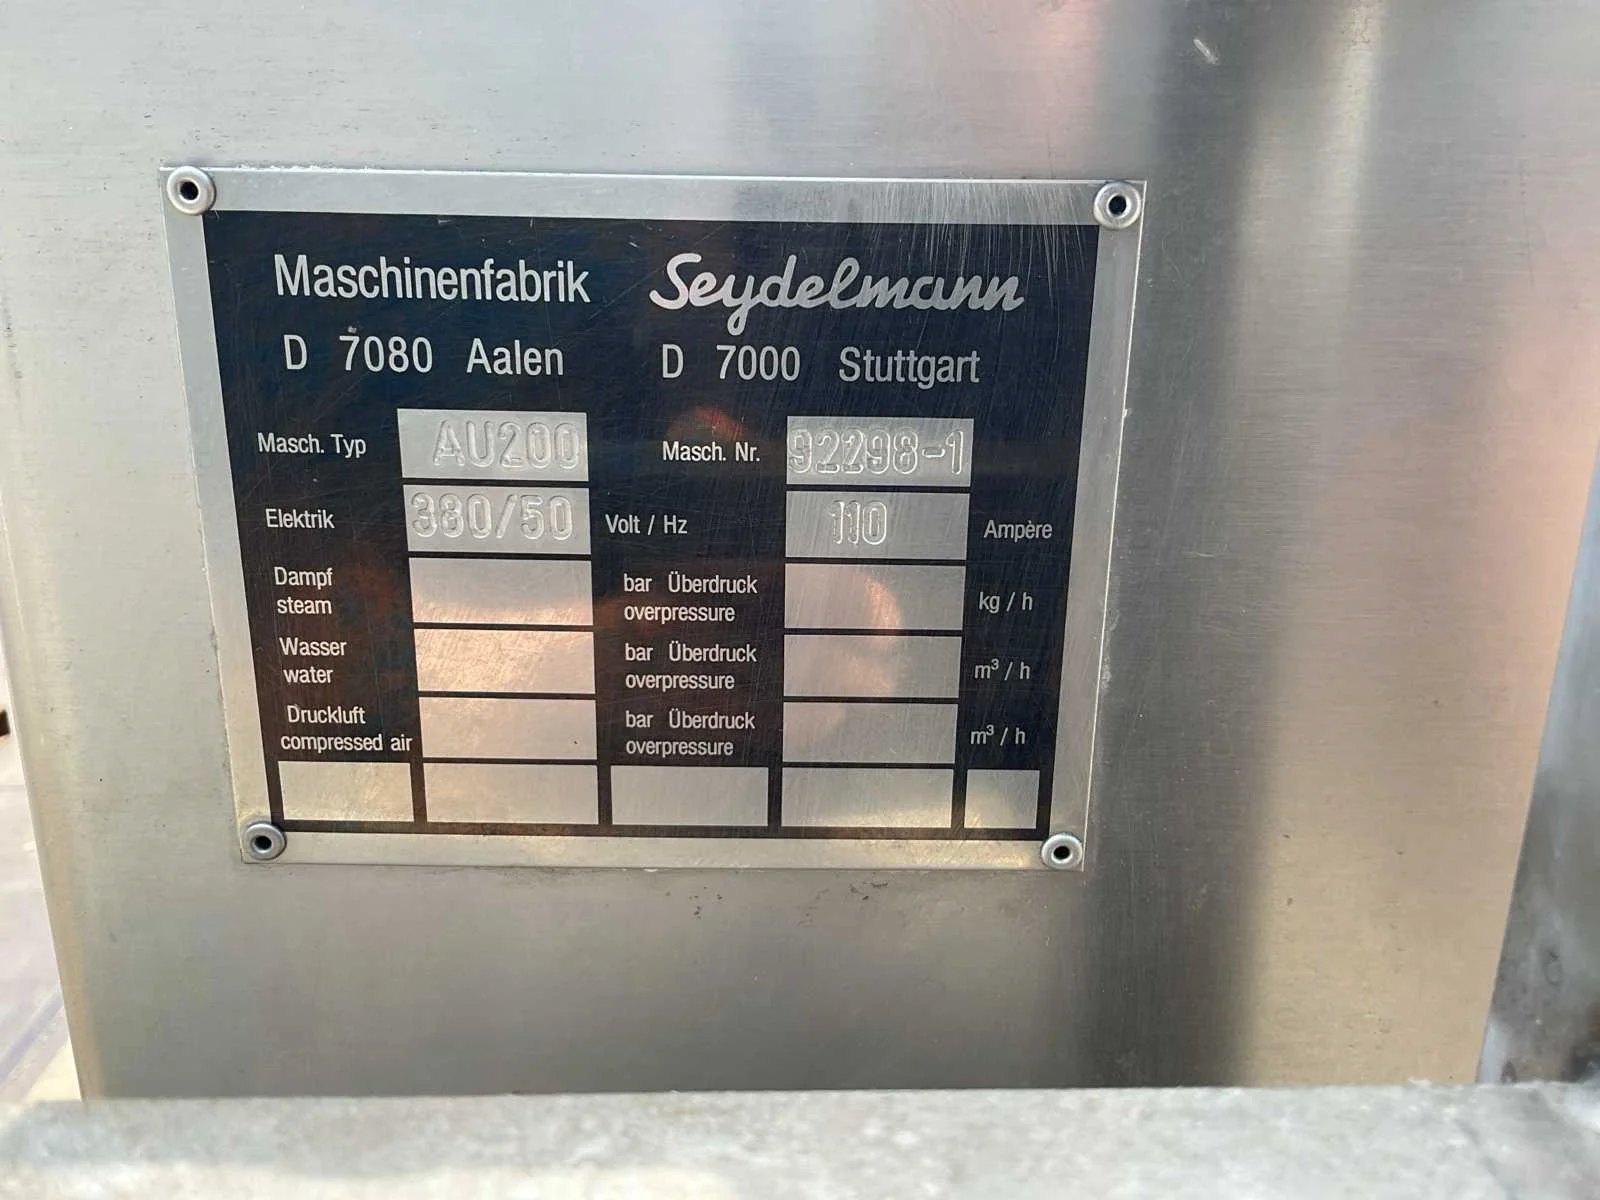 Maschinenfabrik Seydelmann
D 7080 Aalen D 7000 Stuttgart
Masch. Typ AU200 Masch. Nr. 92298-1
Elektrik 380/50 Volt / Hz 110 Ampère
Dampf bar Überdruck
steam overpressure kg / h
Wasser bar Überdruck
water overpressure m³ / h
Druckluft bar Überdruck
compressed air overpressure m³ / h